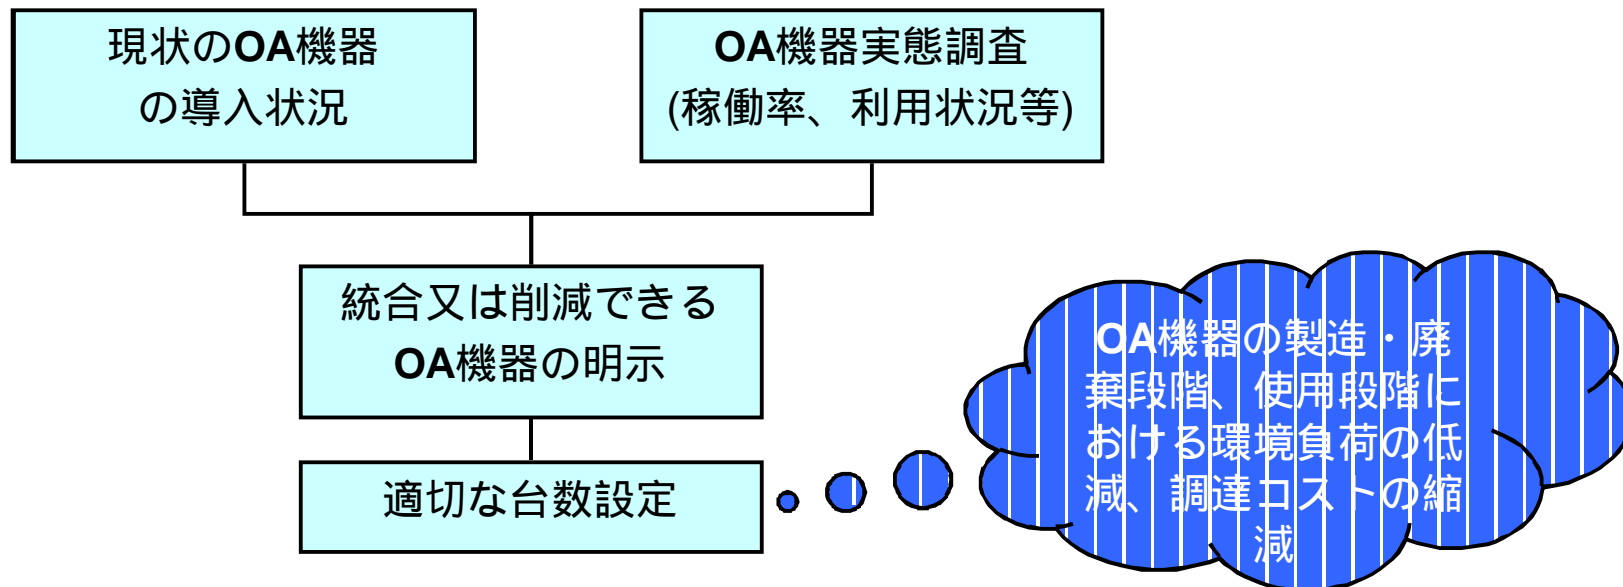 現状のOA機器
の導入状況
OA機器実態調査
(稼働率、利用状況等)
統合又は削減できる
OA機器の明示
適切な台数設定
OA機器の製造・廃
棄段階、使用段階に
おける環境負荷の低
減、調達コストの縮
減